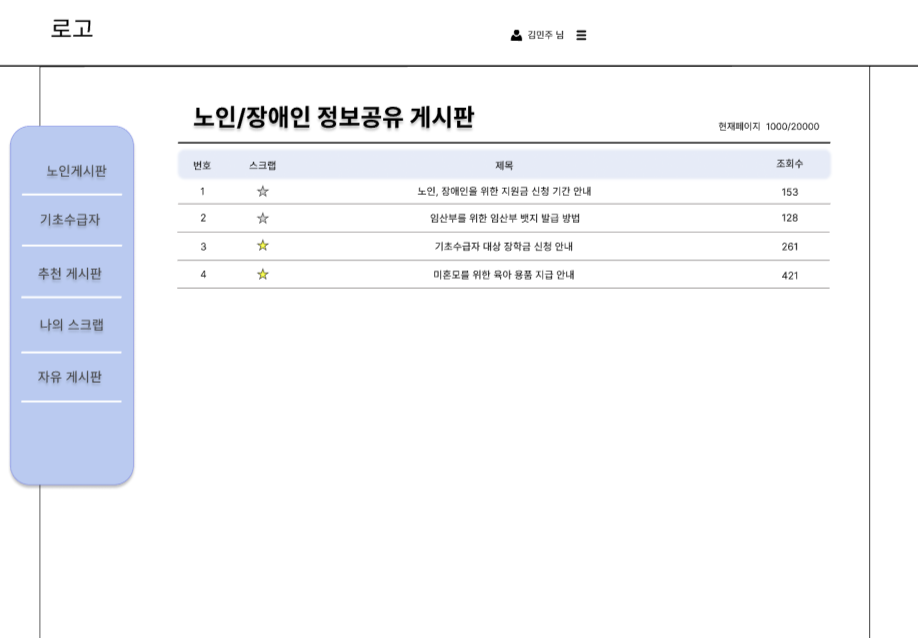 로고
김민주 님
노인/장애인 정보공유 게시판
현재페이지 1000/20000
노인게시판
기초수급자
추천 게시판
나의 스크랩
자유 게시판
번호 스크랩 제목 조회수
1 노인, 장애인을 위한 지원금 신청 기간 안내 153
2 임산부를 위한 임산부 뱃지 발급 방법 128
3 기초수급자 대상 장학금 신청 안내 261
4 미혼모를 위한 육아 용품 지급 안내 421